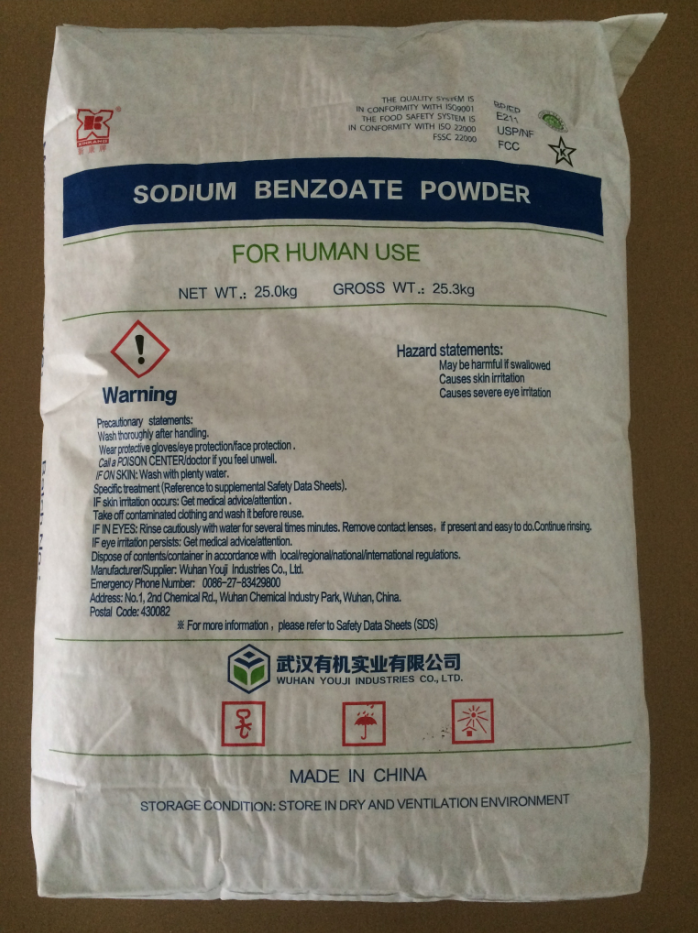 THE QUALITY SYSTEM IS
IN CONFORMITY WITH ISO9001
THE FOOD SAFETY SYSTEM IS
IN CONFORMITY WITH ISO 22000
FSSC 22000
BP/EP
E211
USP/NF
FCC
K
SODIUM BENZOATE POWDER
FOR HUMAN USE
NET WT.: 25.0kg GROSS WT.: 25.3kg
Warning
Hazard statements:
May be harmful if swallowed
Causes skin irritation
Causes severe eye irritation
Precautionary statements:
Wash thoroughly after handling.
Wear protective gloves/eye protection/face protection.
Call a POISON CENTER/doctor if you feel unwell.
IF ON SKIN: Wash with plenty water.
Specific treatment (Reference to supplemental Safety Data Sheets).
IF skin irritation occurs: Get medical advice/attention.
Take off contaminated clothing and wash it before reuse.
IF IN EYES: Rinse cautiously with water for several times minutes. Remove contact lenses, if present and easy to do.Continue rinsing.
IF eye irritation persists: Get medical advice/attention.
Dispose of contents/container in accordance with local/regional/national/international regulations.
Manufacturer/Supplier: Wuhan Youji Industries Co., Ltd.
Emergency Phone Number: 0086-27-83429800
Address: No.1, 2nd Chemical Rd., Wuhan Chemical Industry Park, Wuhan, China.
Postal Code: 430082
※ For more information, please refer to Safety Data Sheets (SDS)
武汉有机实业有限公司
WUHAN YOUJI INDUSTRIES CO., LTD.
MADE IN CHINA
STORAGE CONDITION: STORE IN DRY AND VENTILATION ENVIRONMENT